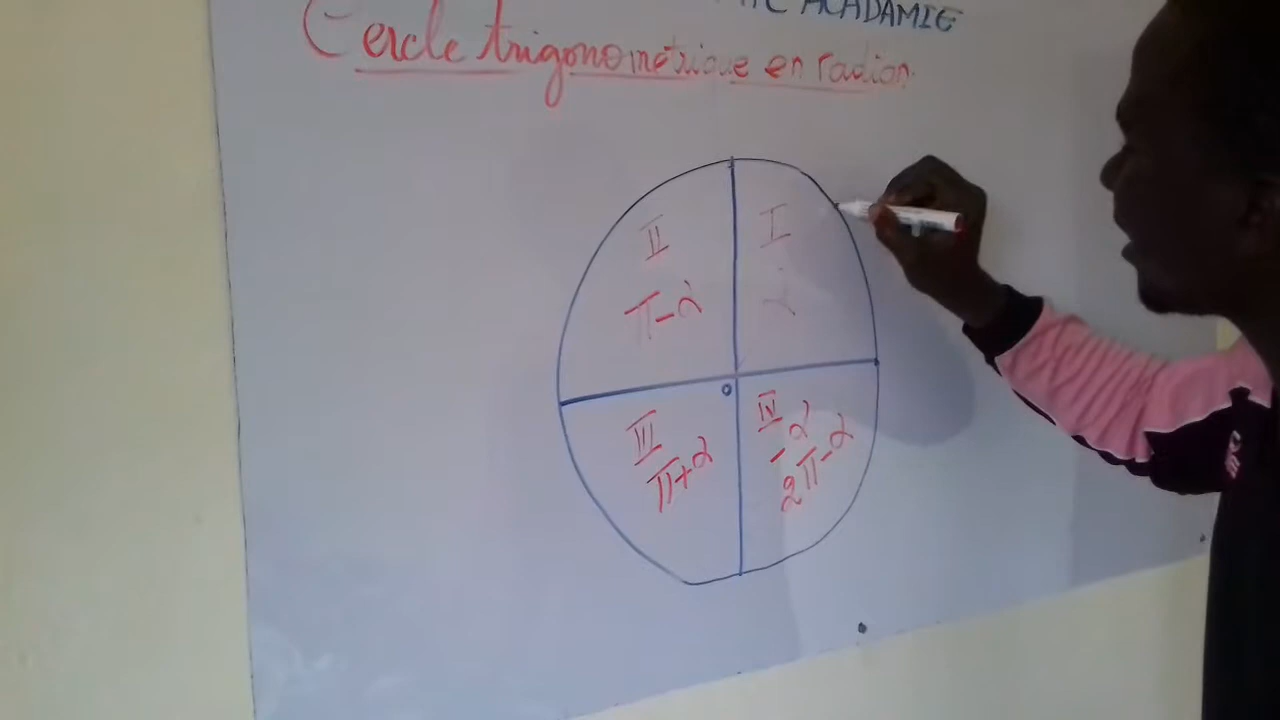 ACADAMIE
Cercle trigonométrique en radian.
II
I
π-α
α
o
III
IV
π+α
-α
2π-α